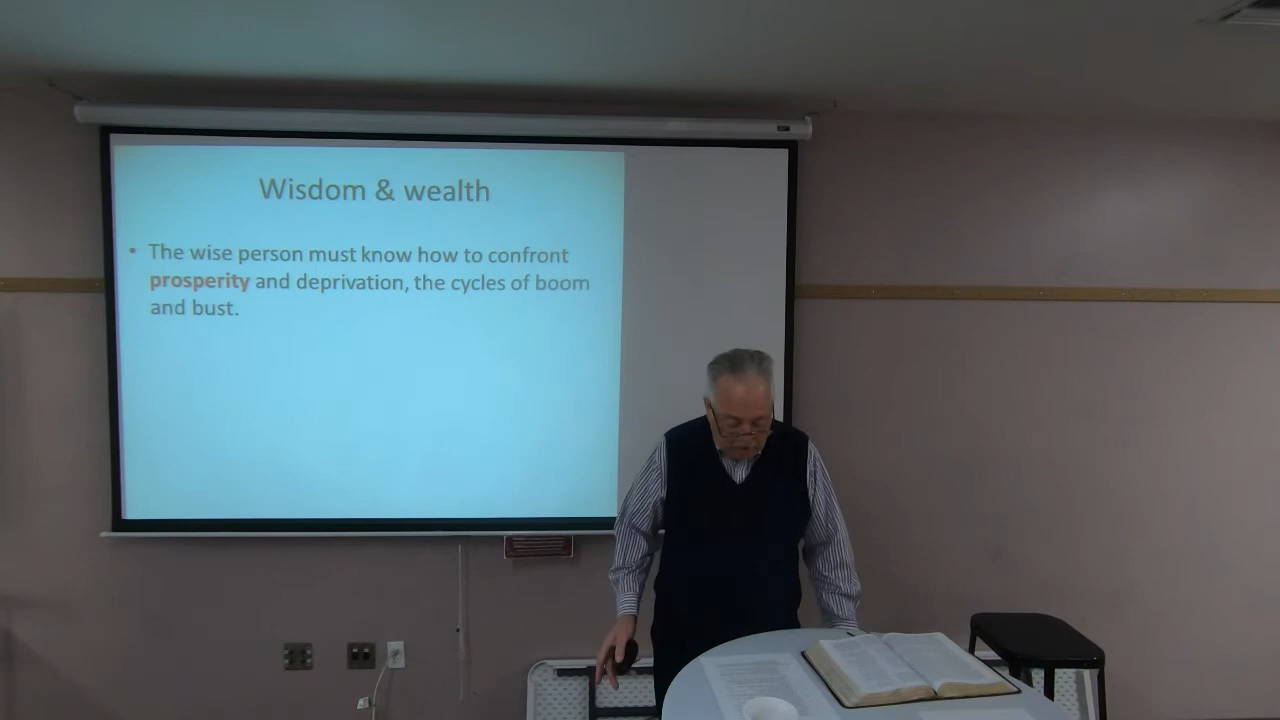 Wisdom & wealth
• The wise person must know how to confront
prosperity and deprivation, the cycles of boom
and bust.